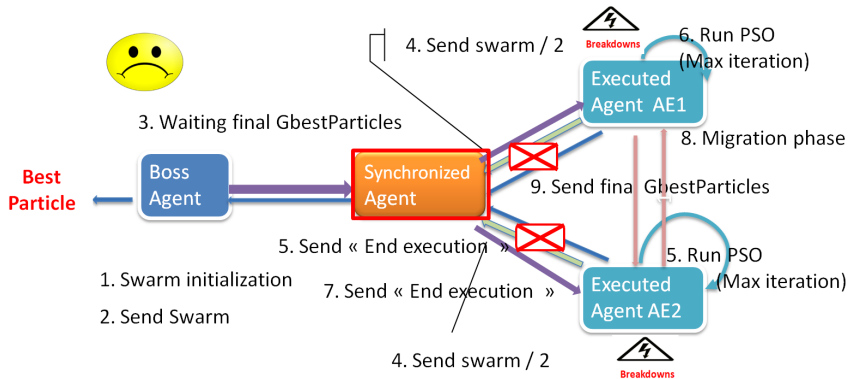 4. Send swarm / 2
Breakdowns
6. Run PSO
(Max iteration)
Executed
Agent AE1
3. Waiting final GbestParticles
8. Migration phase
Best
Particle
Boss
Agent
Synchronized
Agent
9. Send final GbestParticles
5. Send « End execution »
5. Run PSO
(Max iteration)
1. Swarm initialization
7. Send « End execution »
2. Send Swarm
Executed
Agent AE2
4. Send swarm / 2
Breakdowns